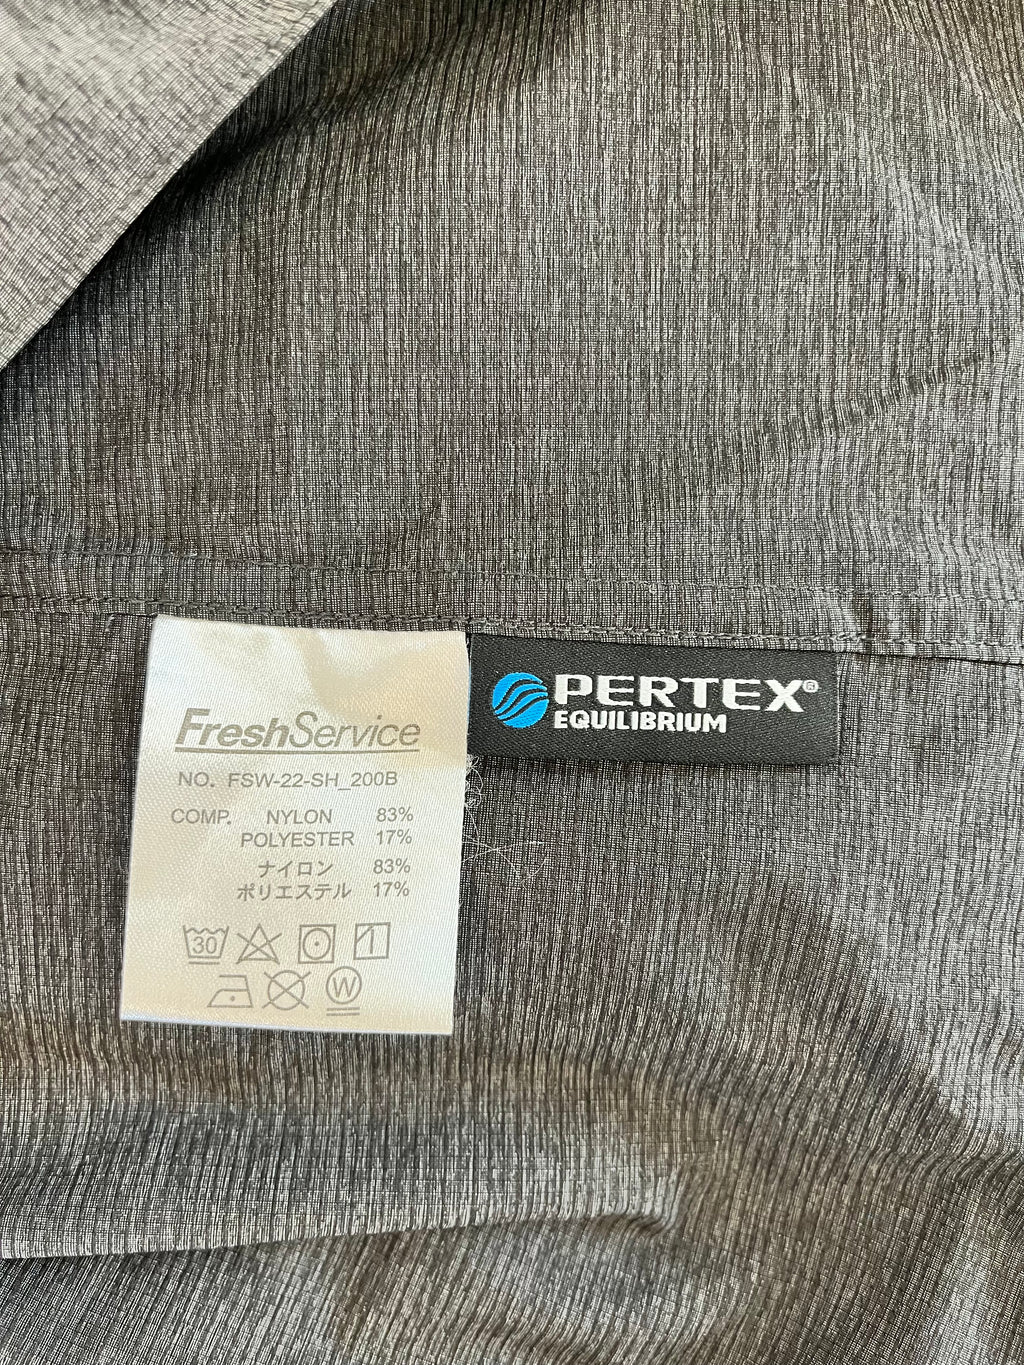 FreshService
NO. FSW-22-SH_200B
COMP. NYLON 83%
POLYESTER 17%
ナイロン 83%
ポリエステル 17%
30
W
PERTEX®
EQUILIBRIUM